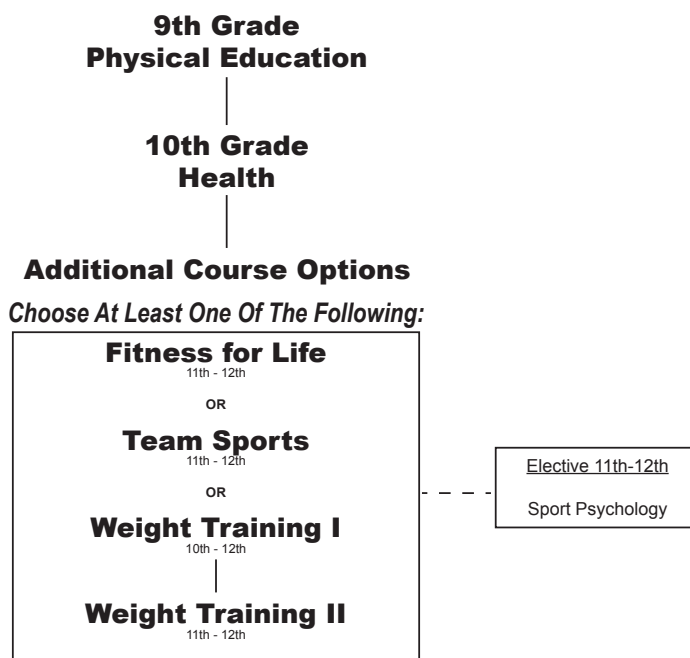 9th Grade
Physical Education
10th Grade
Health
Additional Course Options
Choose At Least One Of The Following:
Fitness for Life
11th - 12th
OR
Team Sports
11th - 12th
OR
Weight Training I
10th - 12th
Weight Training II
11th - 12th
Elective 11th-12th
Sport Psychology